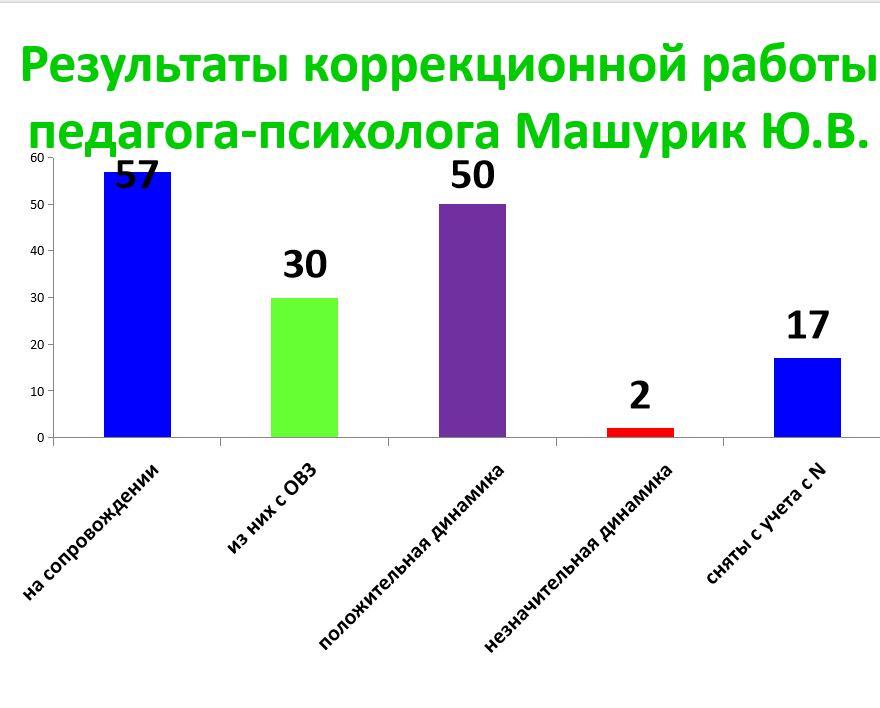 Результаты коррекционной работы
педагога-психолога Машурик Ю.В.
60
50
40
30
20
10
0
57
30
50
2
17
на сопровождении
из них с ОВЗ
положительная динамика
незначительная динамика
сняты с учета с N